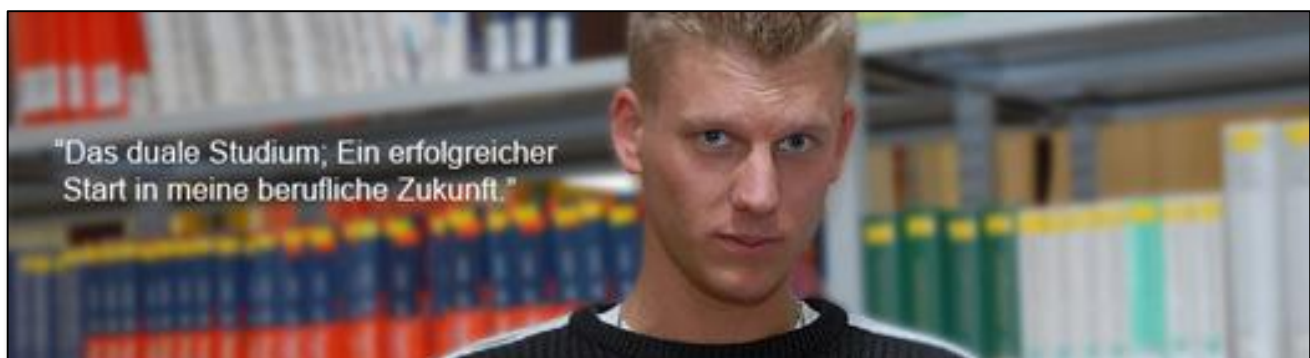 "Das duale Studium; Ein erfolgreicher
Start in meine berufliche Zukunft."